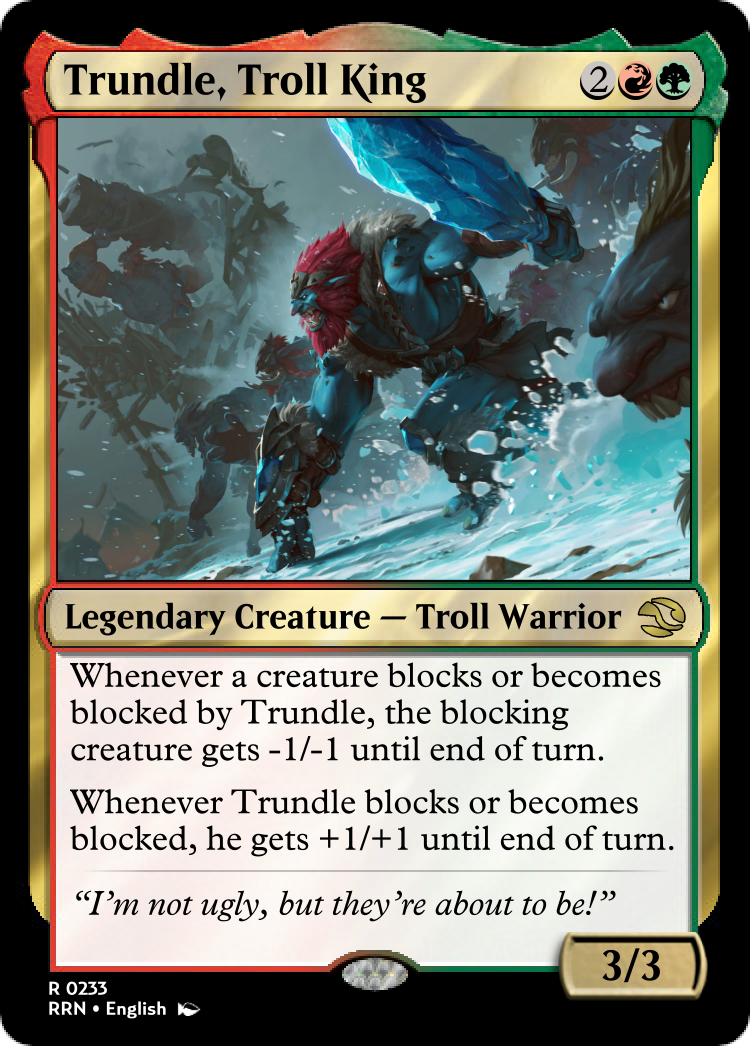 Trundle, Troll King 2
Legendary Creature — Troll Warrior
Whenever a creature blocks or becomes
blocked by Trundle, the blocking
creature gets -1/-1 until end of turn.
Whenever Trundle blocks or becomes
blocked, he gets +1/+1 until end of turn.
“I’m not ugly, but they’re about to be!”
3/3
R 0233
RRN • English